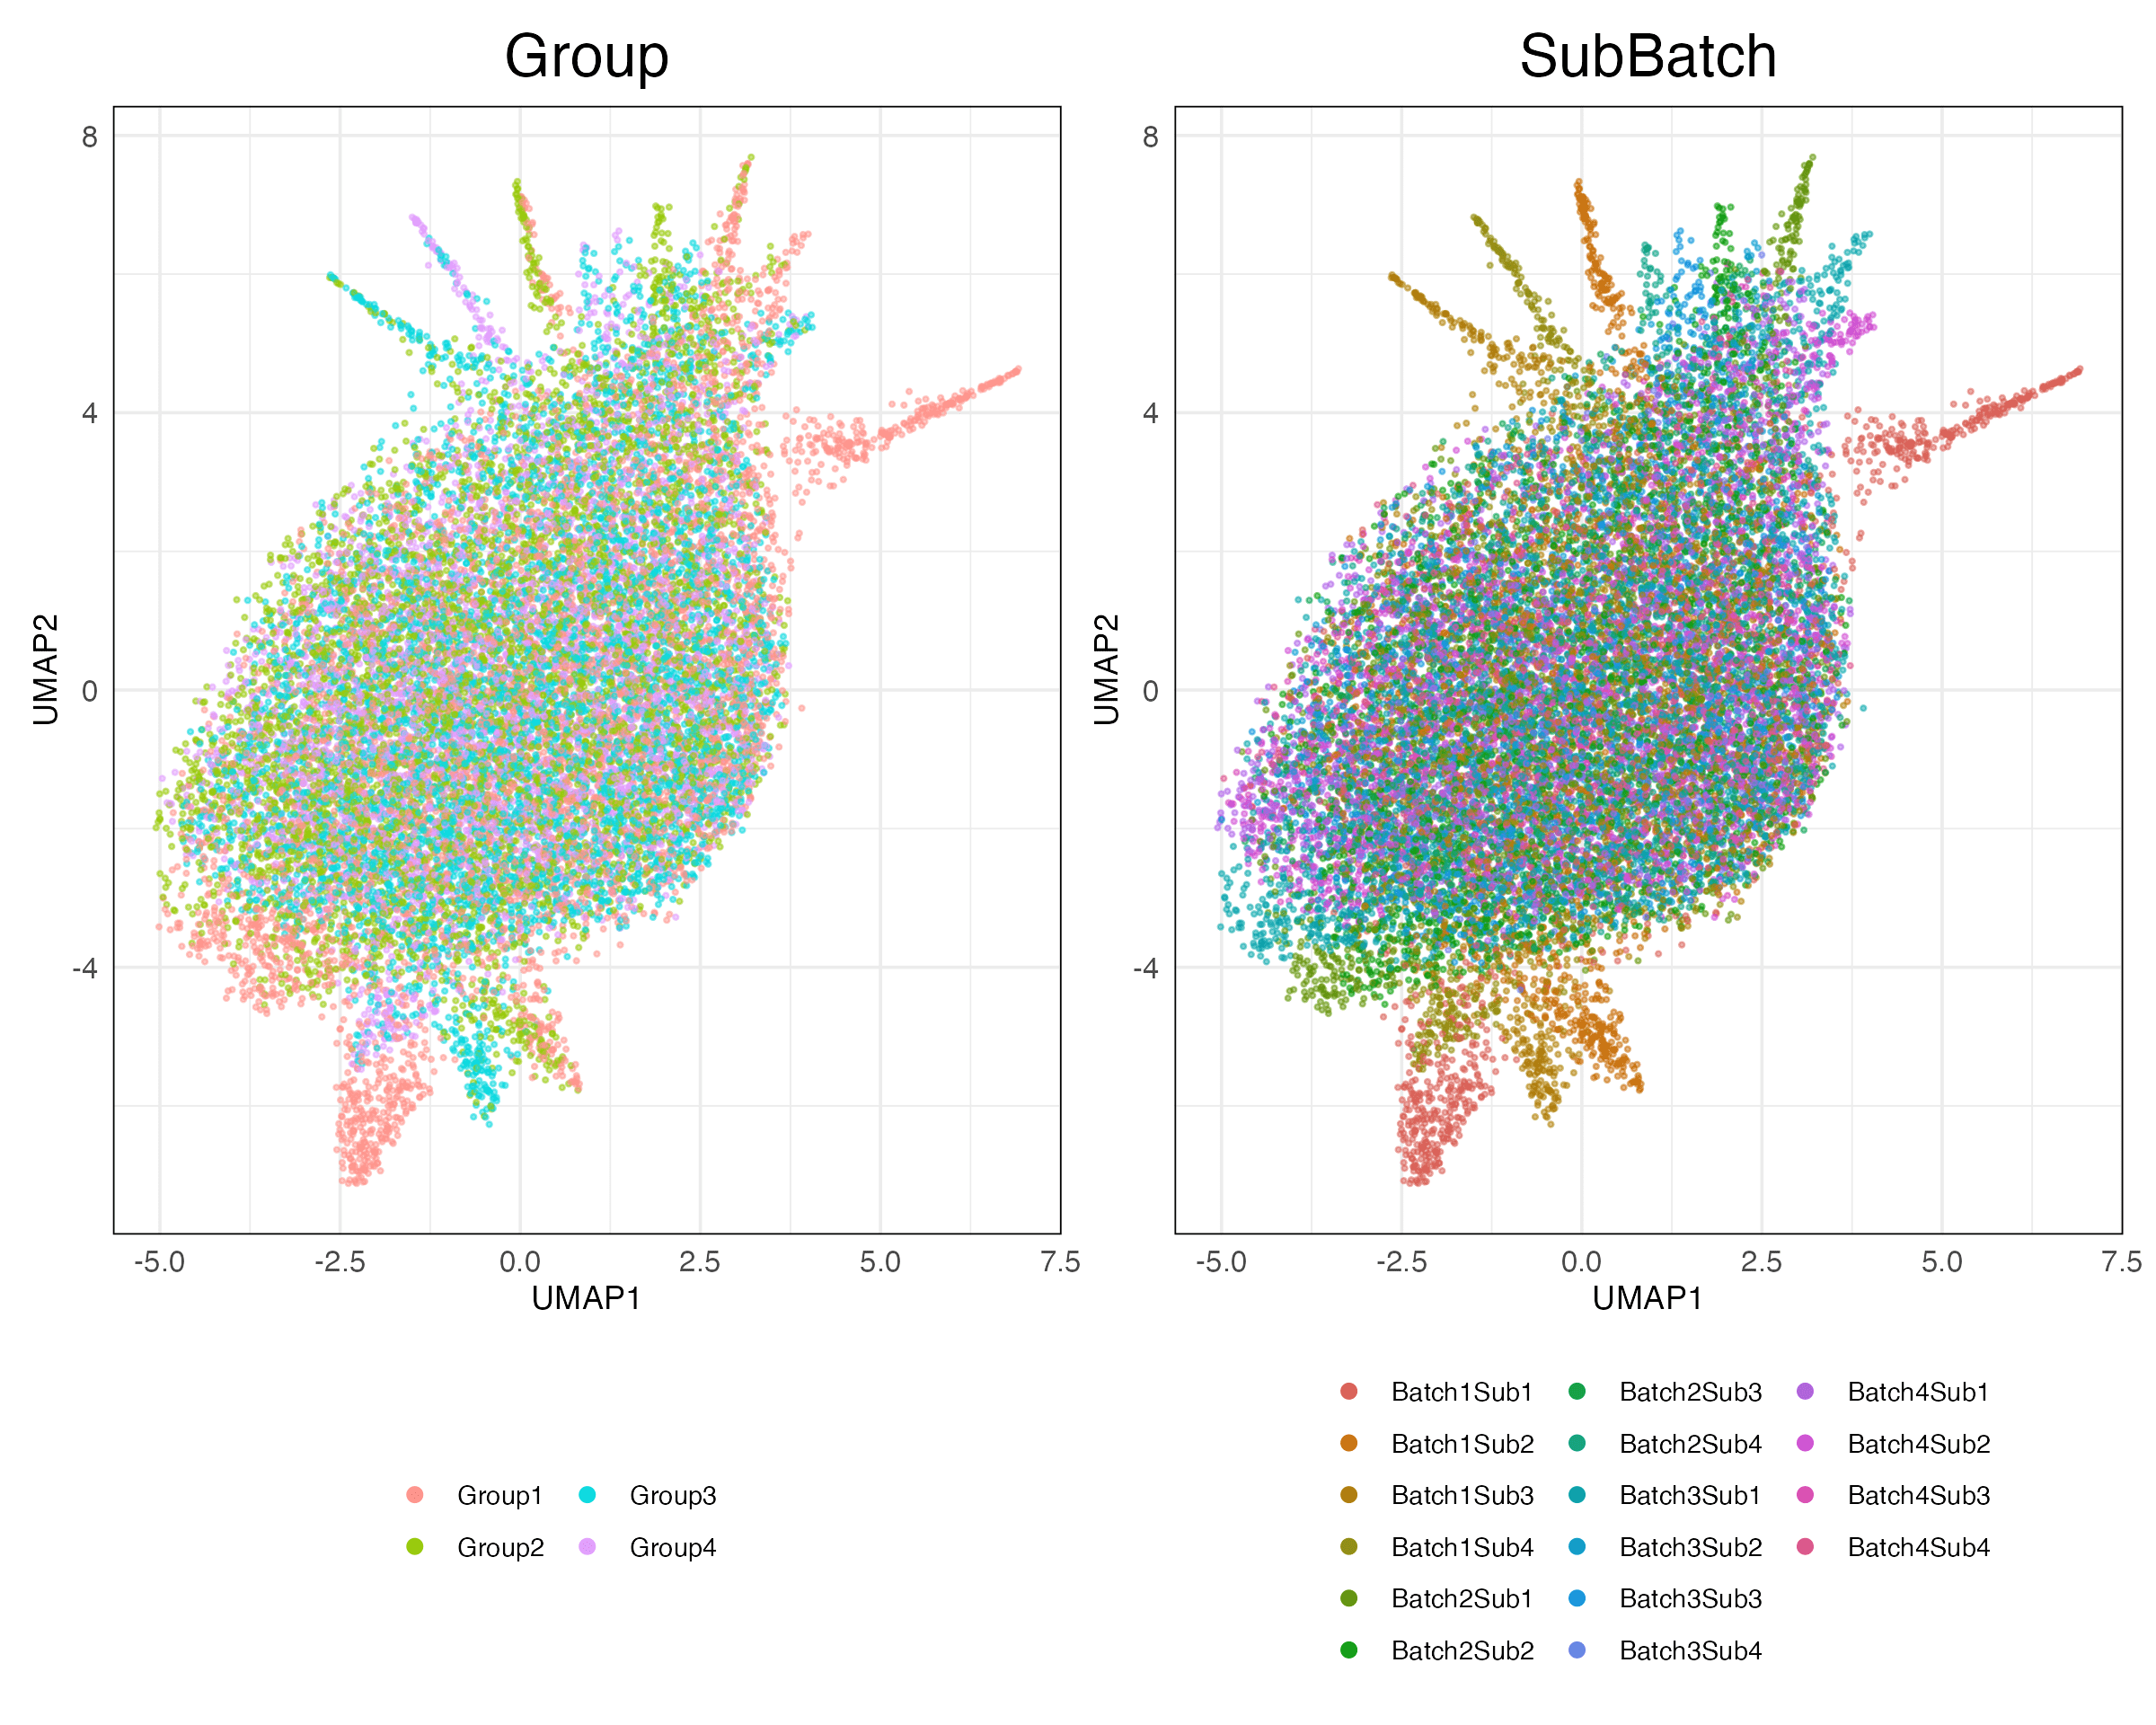 Group
8
4
0
-4
UMAP2
-5.0 -2.5 0.0 2.5 5.0 7.5
UMAP1
Group1 Group3
Group2 Group4
SubBatch
8
4
0
-4
UMAP2
-5.0 -2.5 0.0 2.5 5.0 7.5
UMAP1
Batch1Sub1 Batch2Sub3 Batch4Sub1
Batch1Sub2 Batch2Sub4 Batch4Sub2
Batch1Sub3 Batch3Sub1 Batch4Sub3
Batch1Sub4 Batch3Sub2 Batch4Sub4
Batch2Sub1 Batch3Sub3
Batch2Sub2 Batch3Sub4